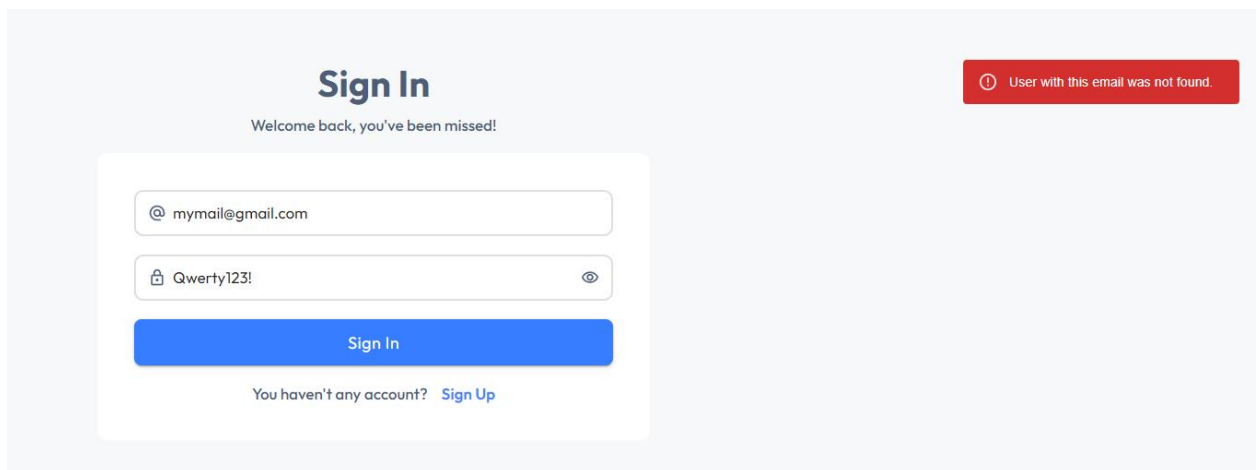 Sign In
User with this email was not found.
Welcome back, you've been missed!
mymail@gmail.com
Qwerty123!
Sign In
You haven't any account? Sign Up